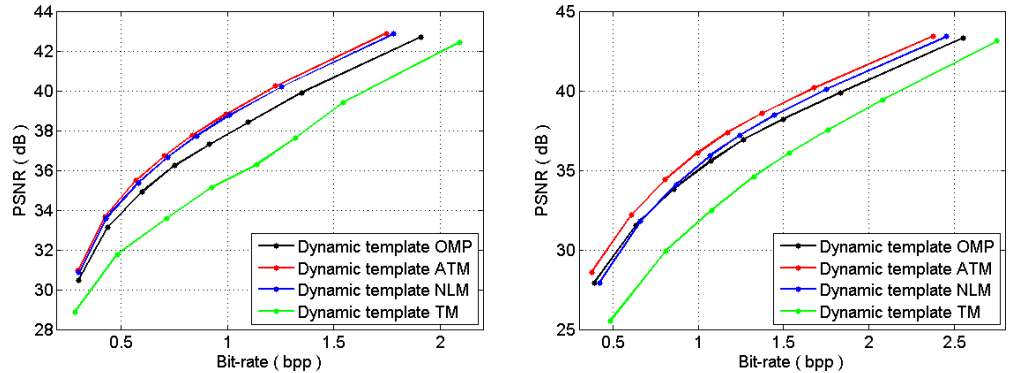 44
42
40
38
36
34
32
30
28
PSNR ( dB )
0.5
1
1.5
2
Bit-rate ( bpp )
Dynamic template OMP
Dynamic template ATM
Dynamic template NLM
Dynamic template TM
45
40
35
30
25
PSNR ( dB )
0.5
1
1.5
2
2.5
Bit-rate ( bpp )
Dynamic template OMP
Dynamic template ATM
Dynamic template NLM
Dynamic template TM